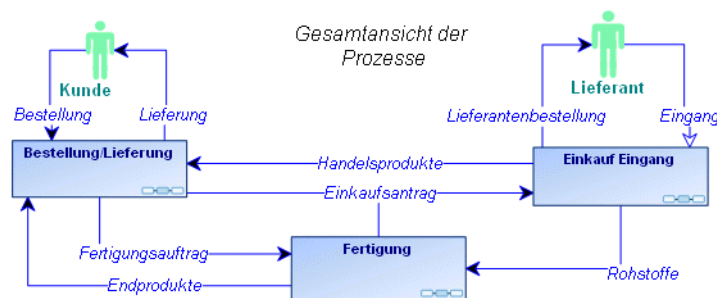 Gesamtansicht der
Prozesse
Kunde
Lieferant
Bestellung
Lieferung
Lieferantenbestellung
Eingang
Bestellung/Lieferung
Handelsprodukte
Einkauf Eingang
Einkaufsantrag
Fertigungsauftrag
Fertigung
Rohstoffe
Endprodukte